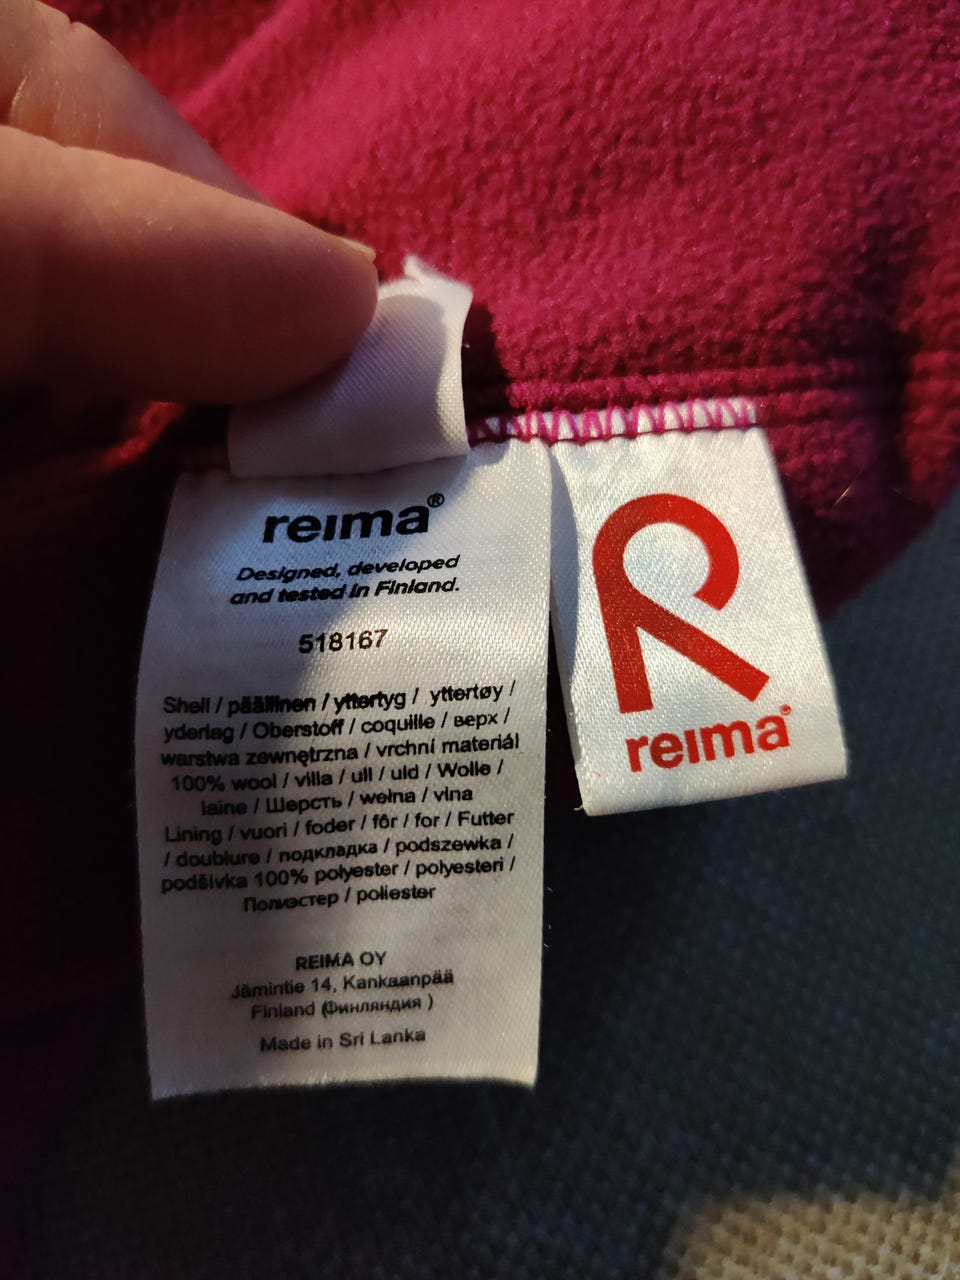 reima®
Designed, developed
and tested in Finland.
518167
Shell / päällinen / yttertyg / yttertøy /
yderlag / Oberstoff / coquille / верх /
warstwa zewnętrzna / vrchní materiál
100% wool / villa / ull / uld / Wolle /
laine / Шерсть / wełna / vlna
Lining / vuori / foder / fôr / for / Futter
/ doublure / подкладка / podszewka /
podšívka 100% polyester / polyesteri /
Полиэстер / poliester
REIMA OY
Jämintie 14, Kankaanpää
Finland (Финляндия )
Made in Sri Lanka
reima®